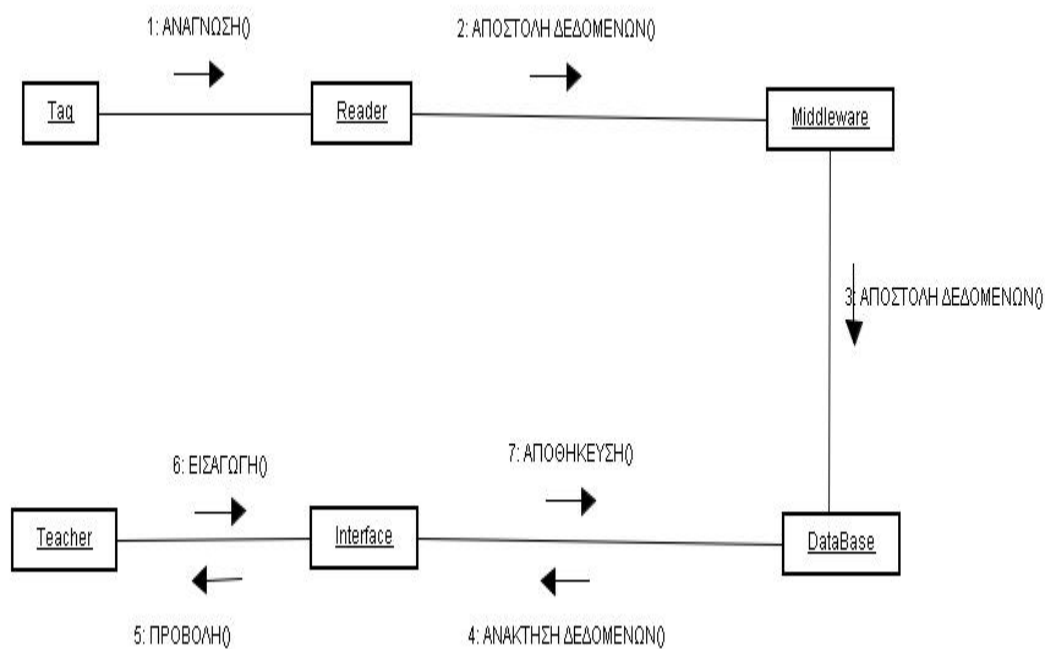 1: ΑΝΑΓΝΩΣΗ()
2: ΑΠΟΣΤΟΛΗ ΔΕΔΟΜΕΝΩΝ()
Tag
Reader
Middleware
3: ΑΠΟΣΤΟΛΗ ΔΕΔΟΜΕΝΩΝ()
6: ΕΙΣΑΓΩΓΗ()
7: ΑΠΟΘΗΚΕΥΣΗ()
Teacher
Interface
DataBase
5: ΠΡΟΒΟΛΗ()
4: ΑΝΑΚΤΗΣΗ ΔΕΔΟΜΕΝΩΝ()